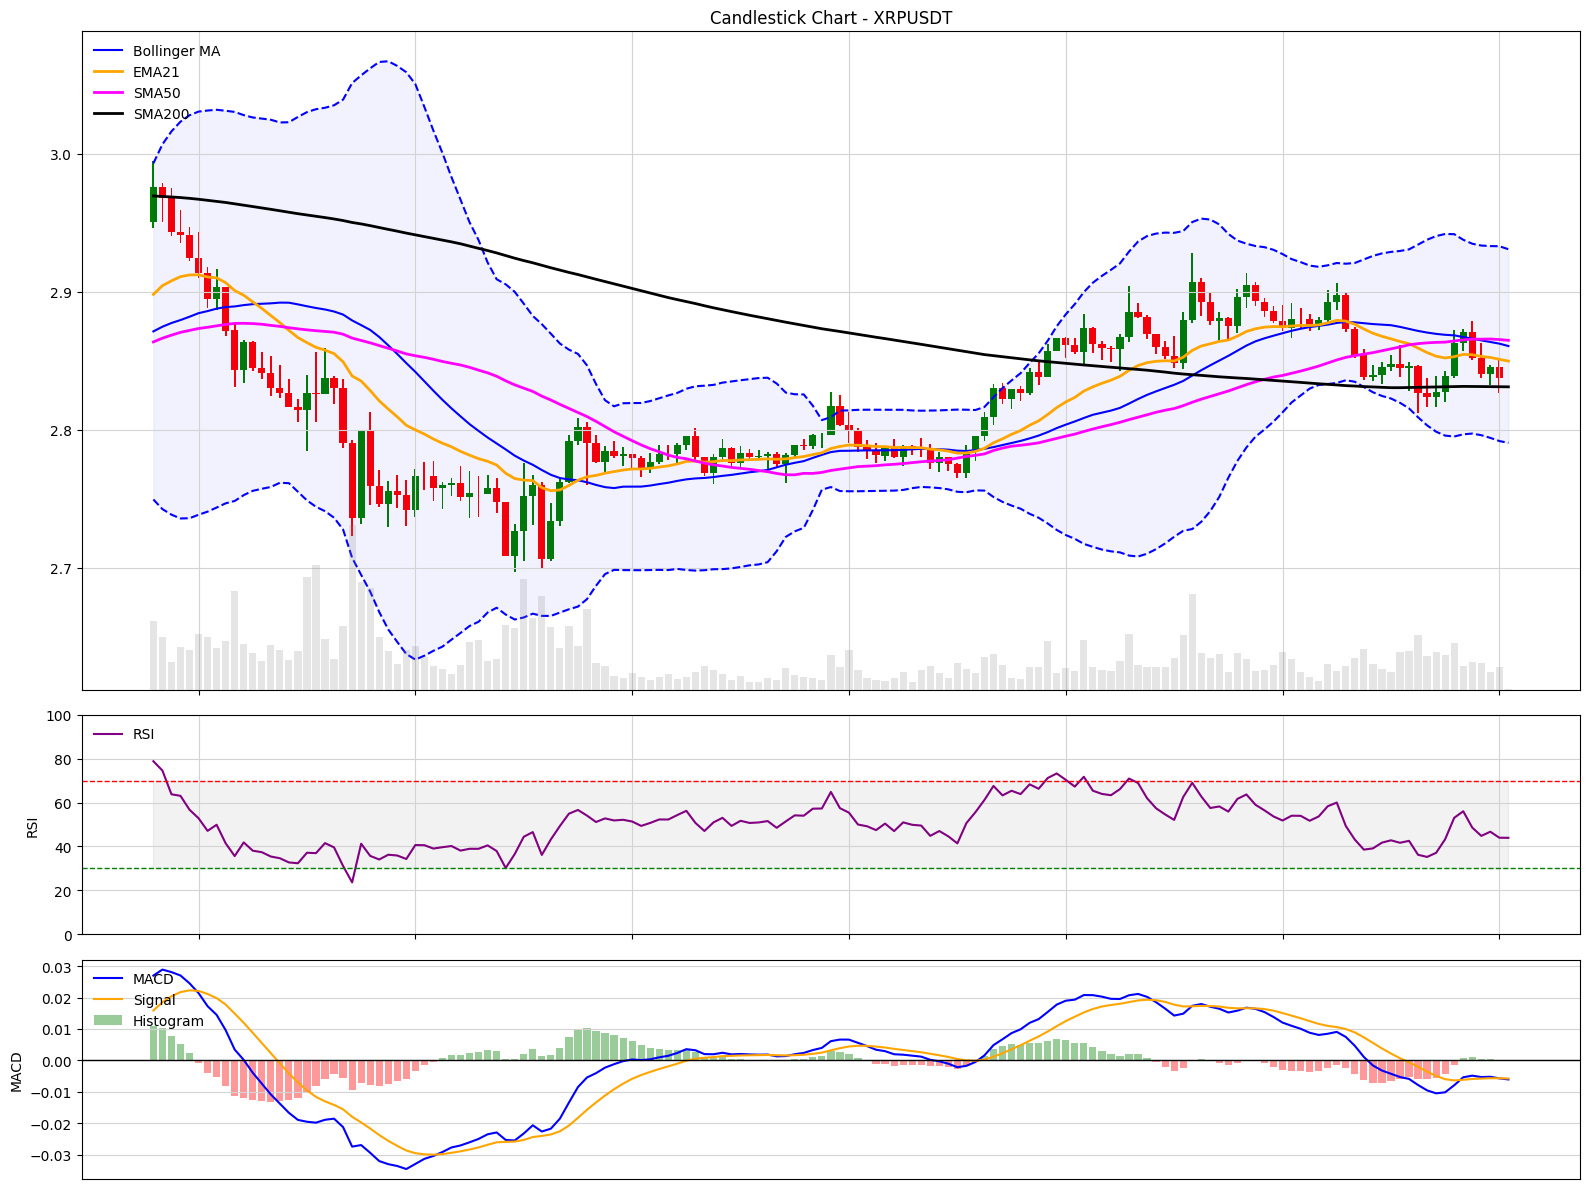 Candlestick Chart - XRPUSDT
Bollinger MA
EMA21
SMA50
SMA200
3.0
2.9
2.8
2.7
100
80
60
40
20
0
RSI
RSI
0.03
0.02
0.01
0.00
−0.01
−0.02
−0.03
MACD
MACD
Signal
Histogram